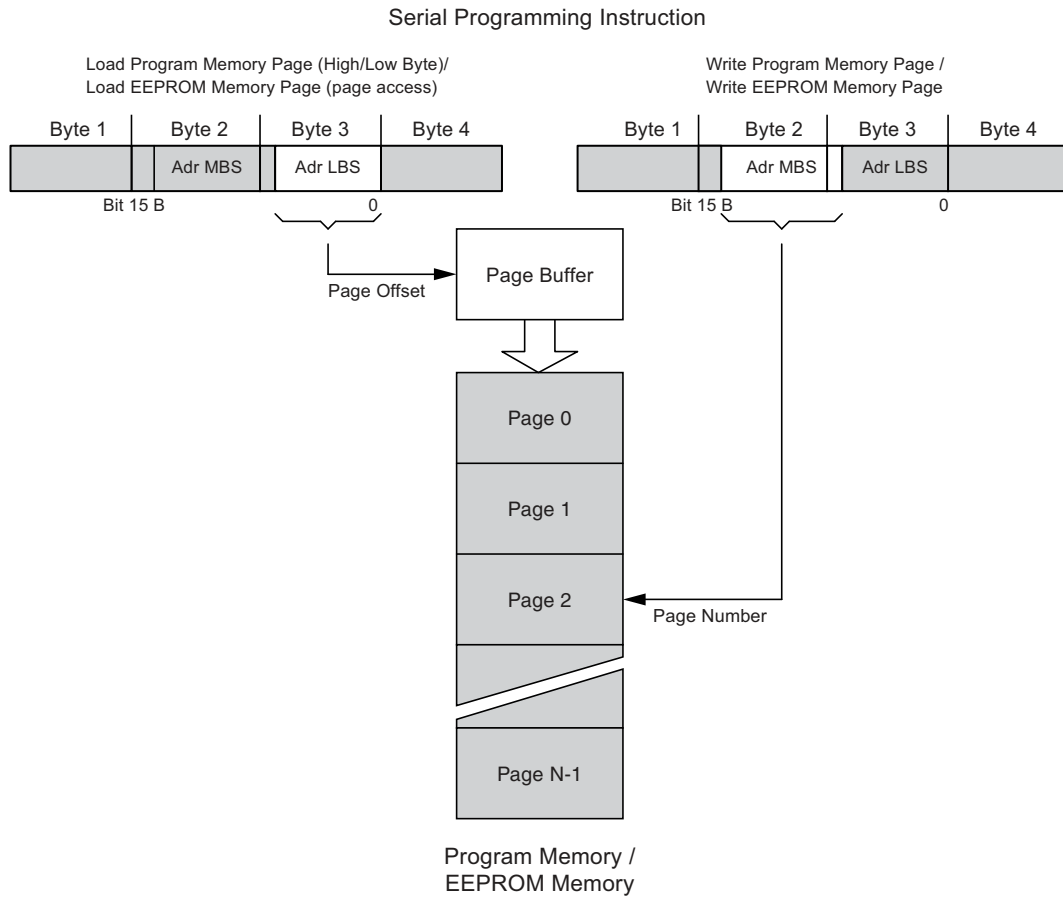 Serial Programming Instruction
Load Program Memory Page (High/Low Byte)/
Load EEPROM Memory Page (page access)
Byte 1 Byte 2 Byte 3 Byte 4
Adr MBS Adr LBS
Bit 15 B 0
Write Program Memory Page /
Write EEPROM Memory Page
Byte 1 Byte 2 Byte 3 Byte 4
Adr MBS Adr LBS
Bit 15 B 0
Page Offset
Page Buffer
Page 0
Page 1
Page 2
Page Number
Page N-1
Program Memory /
EEPROM Memory